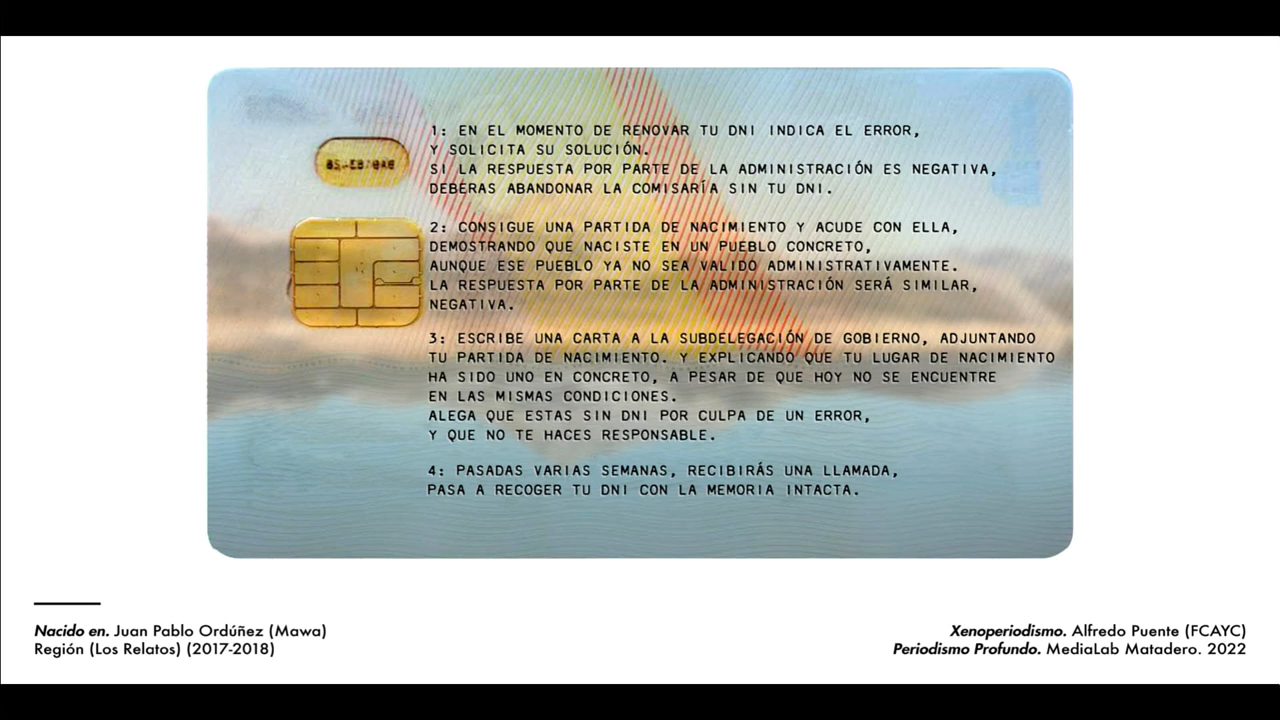 1: EN EL MOMENTO DE RENOVAR TU DNI INDICA EL ERROR,
Y SOLICITA SU SOLUCIÓN.
SI LA RESPUESTA POR PARTE DE LA ADMINISTRACIÓN ES NEGATIVA,
DEBERAS ABANDONAR LA COMISARÍA SIN TU DNI.
2: CONSIGUE UNA PARTIDA DE NACIMIENTO Y ACUDE CON ELLA,
DEMOSTRANDO QUE NACISTE EN UN PUEBLO CONCRETO,
AUNQUE ESE PUEBLO YA NO SEA VALIDO ADMINISTRATIVAMENTE.
LA RESPUESTA POR PARTE DE LA ADMINISTRACIÓN SERÁ SIMILAR,
NEGATIVA.
3: ESCRIBE UNA CARTA A LA SUBDELEGACIÓN DE GOBIERNO, ADJUNTANDO
TU PARTIDA DE NACIMIENTO. Y EXPLICANDO QUE TU LUGAR DE NACIMIENTO
HA SIDO UNO EN CONCRETO, A PESAR DE QUE HOY NO SE ENCUENTRE
EN LAS MISMAS CONDICIONES.
ALEGA QUE ESTAS SIN DNI POR CULPA DE UN ERROR,
Y QUE NO TE HACES RESPONSABLE.
4: PASADAS VARIAS SEMANAS, RECIBIRÁS UNA LLAMADA,
PASA A RECOGER TU DNI CON LA MEMORIA INTACTA.
Nacido en. Juan Pablo Ordúñez (Mawa)
Región (Los Relatos) (2017-2018)
Xenoperiodismo. Alfredo Puente (FCAYC)
Periodismo Profundo. MediaLab Matadero. 2022